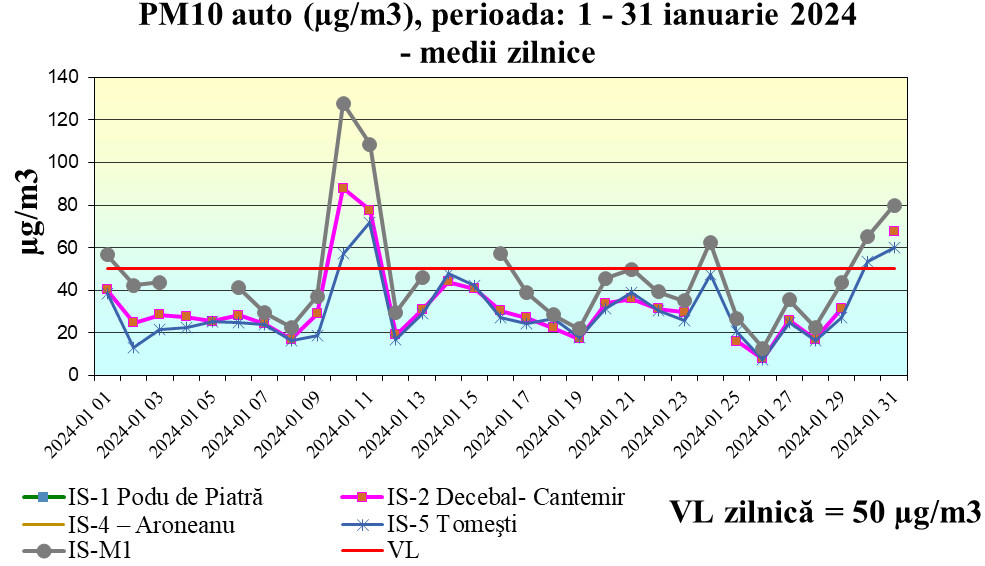 PM10 auto (µg/m3), perioada: 1 - 31 ianuarie 2024
- medii zilnice
µg/m3
140
120
100
80
60
40
20
0
2024-01 01
2024-01 03
2024-01 05
2024-01 07
2024-01 09
2024-01 11
2024-01 13
2024-01 15
2024-01 17
2024-01 19
2024-01 21
2024-01 23
2024-01 25
2024-01 27
2024-01 29
2024-01 31
IS-1 Podu de Piatră
IS-2 Decebal- Cantemir
IS-4 – Aroneanu
IS-5 Tomeşti
IS-M1
VL
VL zilnică = 50 µg/m3